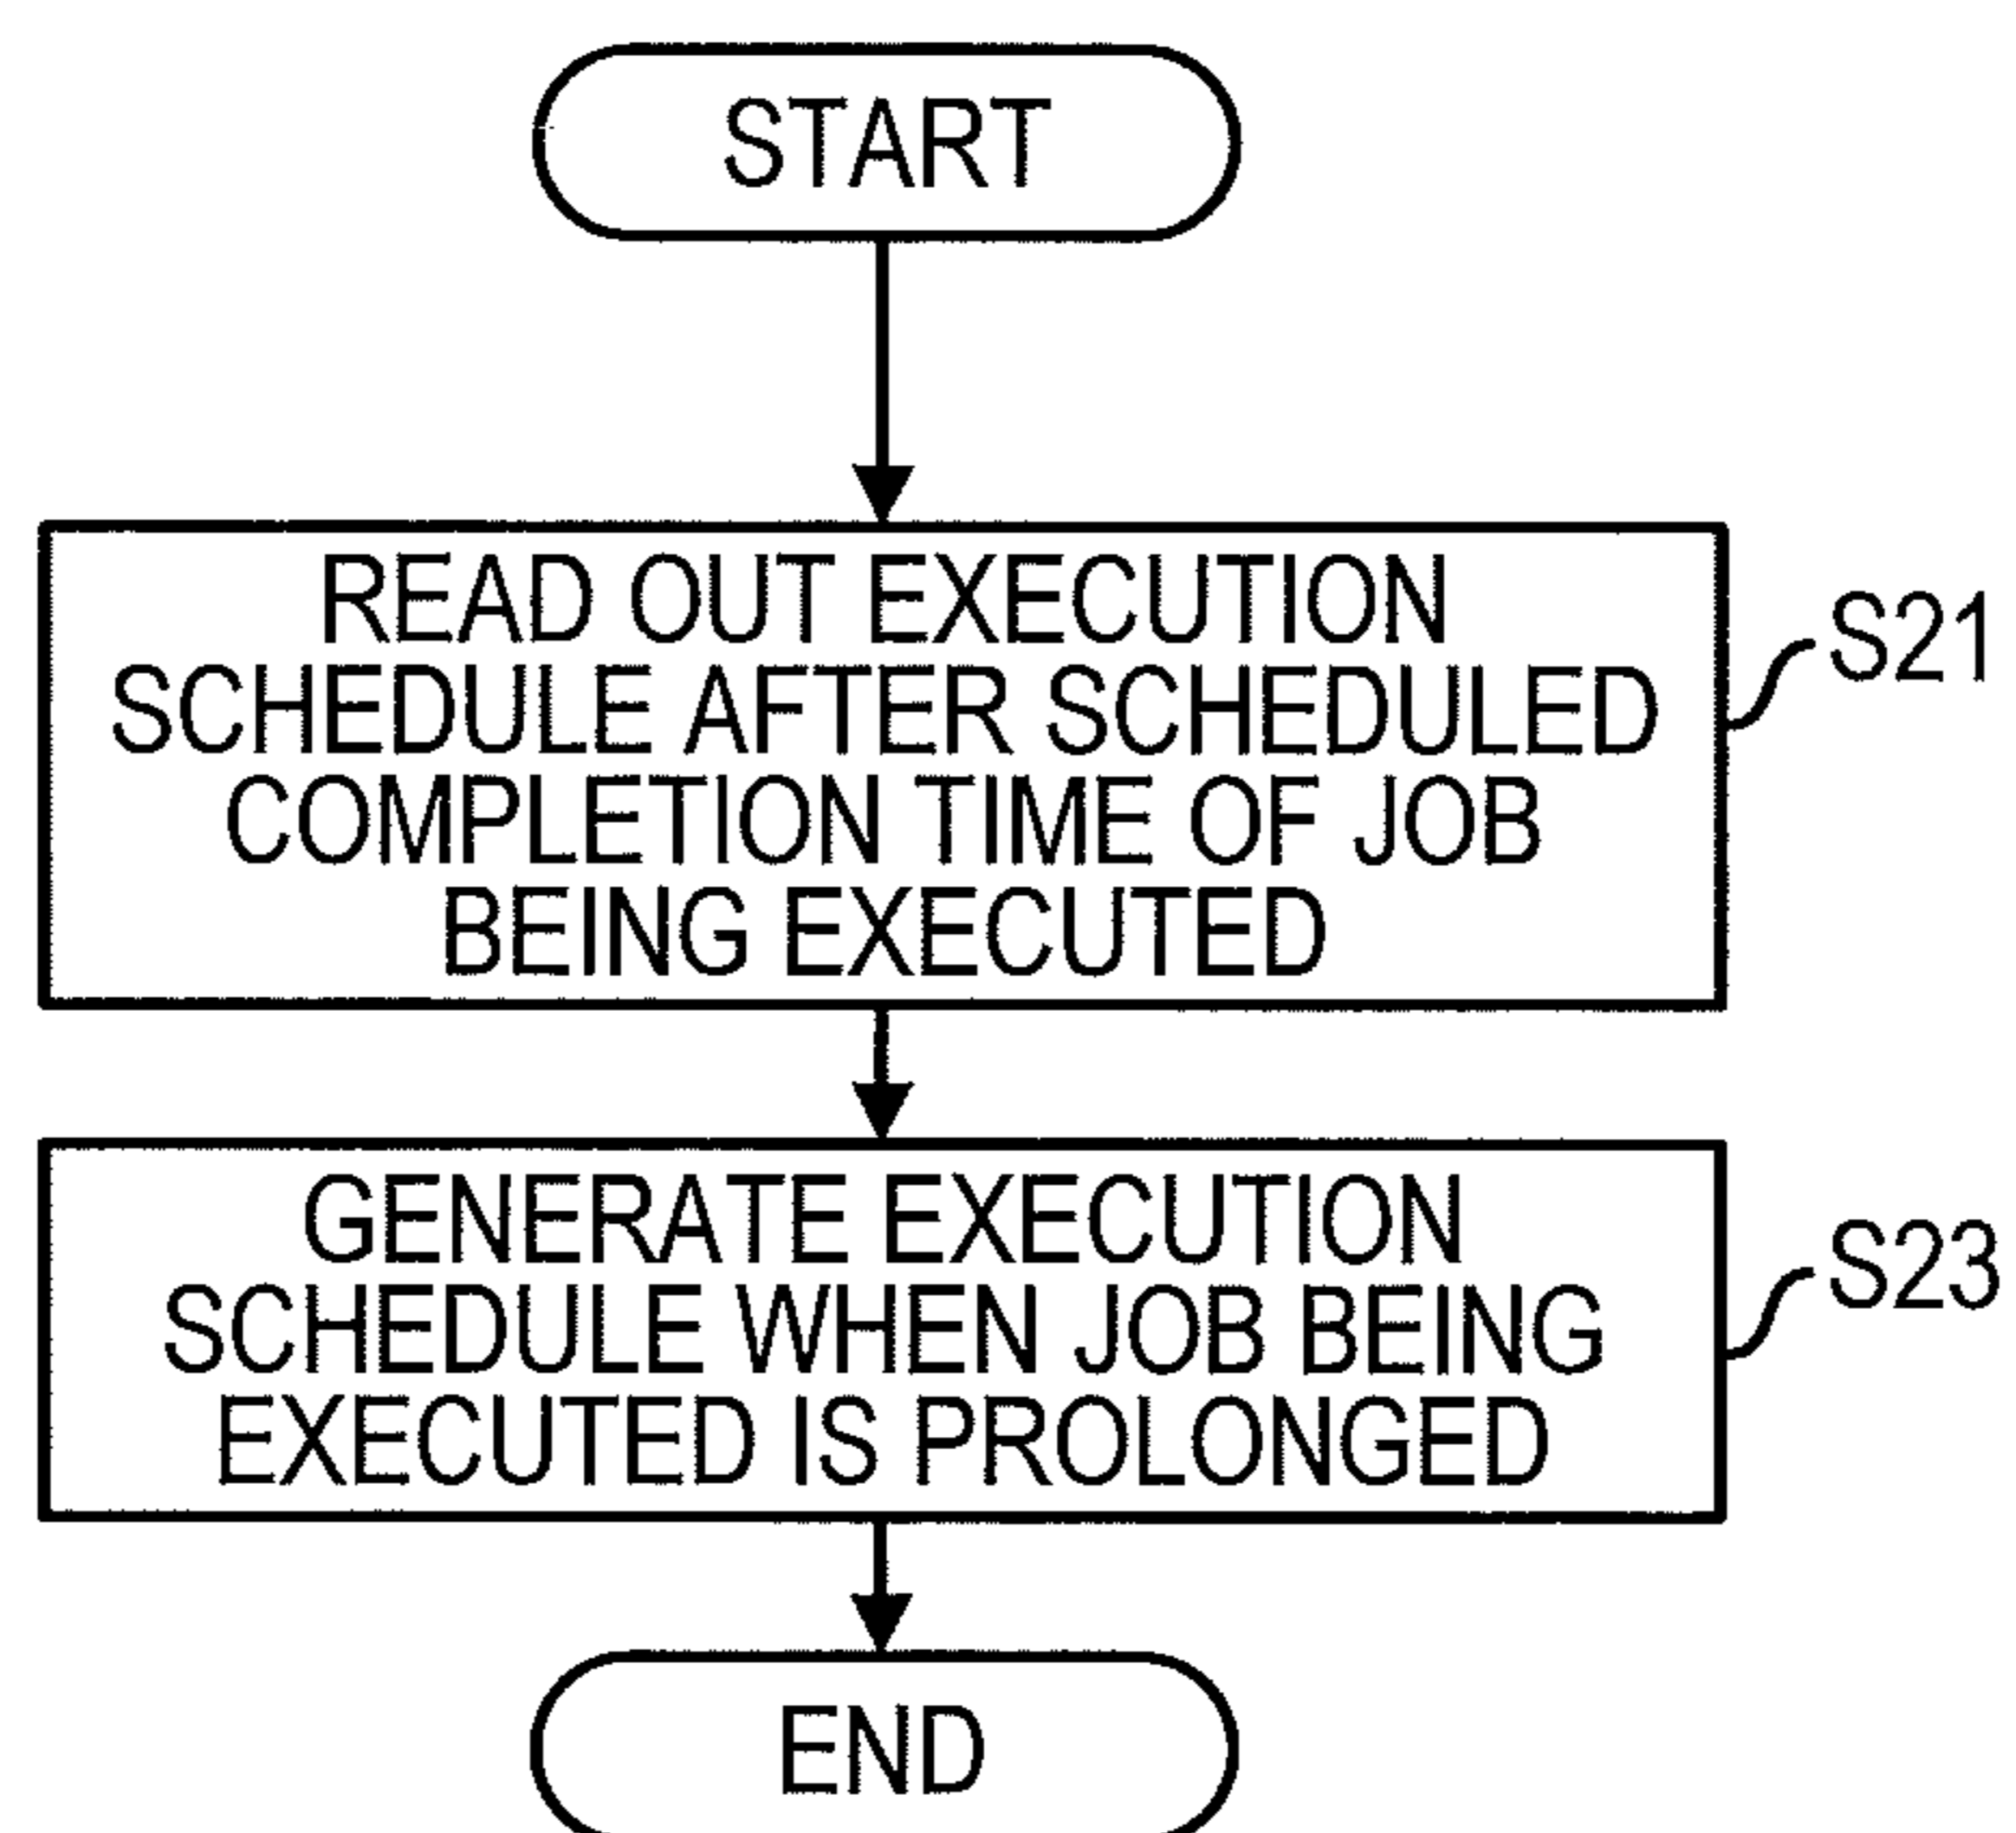 START
READ OUT EXECUTION
SCHEDULE AFTER SCHEDULED
COMPLETION TIME OF JOB
BEING EXECUTED
S21
GENERATE EXECUTION
SCHEDULE WHEN JOB BEING
EXECUTED IS PROLONGED
S23
END